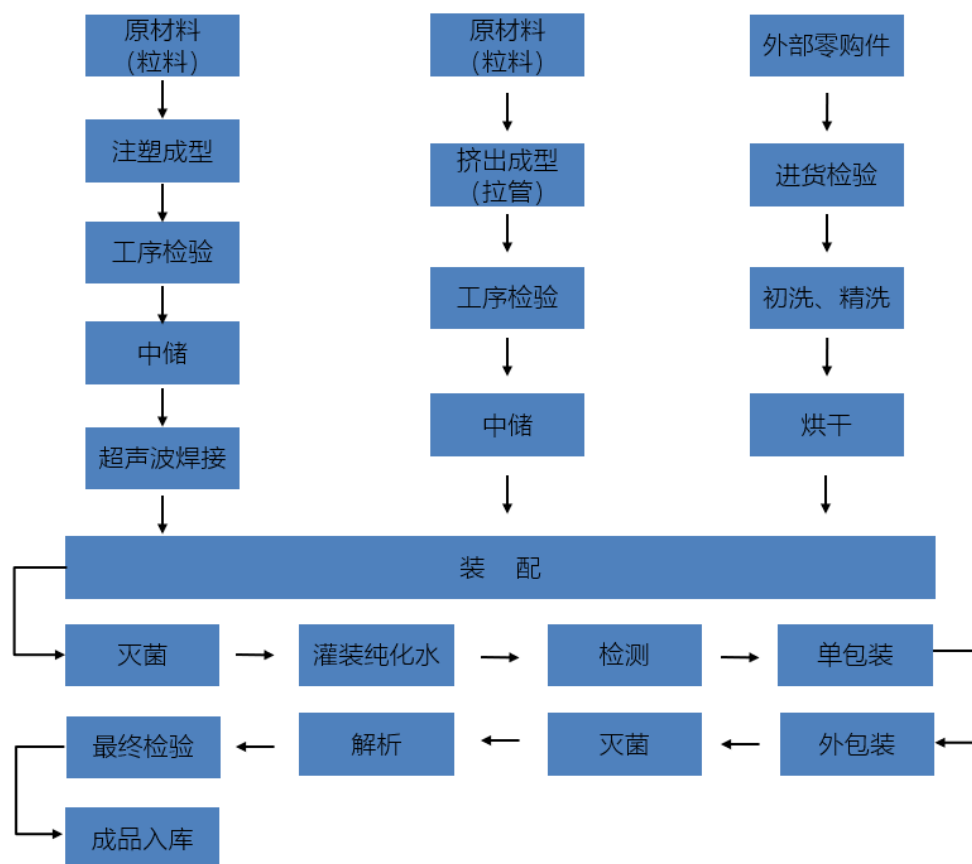 原材料
(粒料)
注塑成型
工序检验
中储
超声波焊接
原材料
(粒料)
挤出成型
(拉管)
工序检验
中储
外部零购件
进货检验
初洗、精洗
烘干
装 配
灭菌
灌装纯化水
检测
单包装
外包装
灭菌
解析
最终检验
成品入库